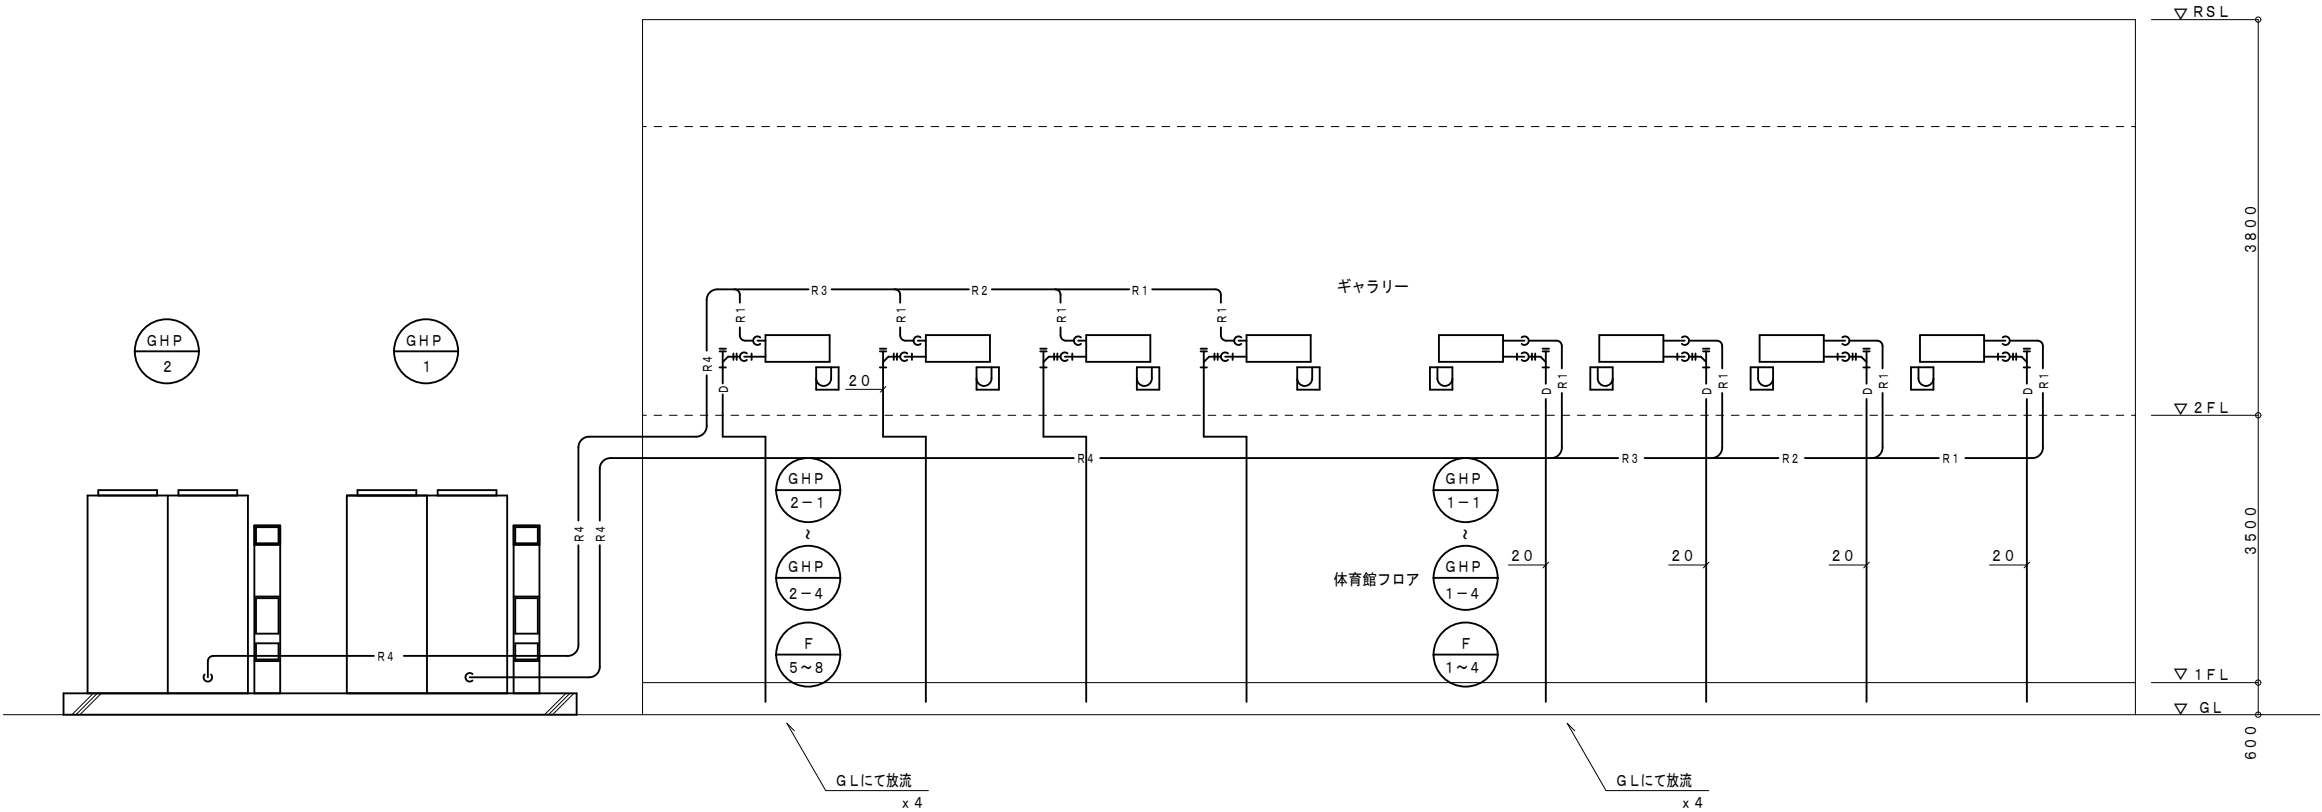 ▽ RSL
3800
R3
R2
R1
ギャラリー
R1
R1
R1
R1
GHP
2
GHP
1
R4
D
20
D
R1
D
R1
D
R1
D
R1
▽ 2FL
R4
R3
R2
R1
GHP
2-1
~
GHP
2-4
F
5~8
GHP
1-1
~
GHP
1-4
F
1~4
体育館フロア
R4
R4
20
20
20
20
3500
R4
▽ 1FL
▽ GL
600
GLにて放流
x4
GLにて放流
x4